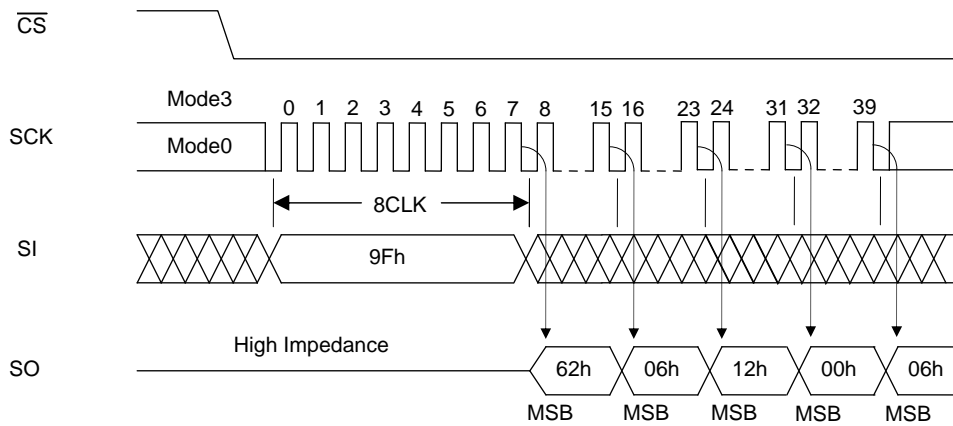 CS
Mode3
0 1 2 3 4 5 6 7 8 15 16 23 24 31 32 39
SCK
Mode0
8CLK
SI
9Fh
High Impedance
SO
62h 06h 12h 00h 06h
MSB MSB MSB MSB MSB